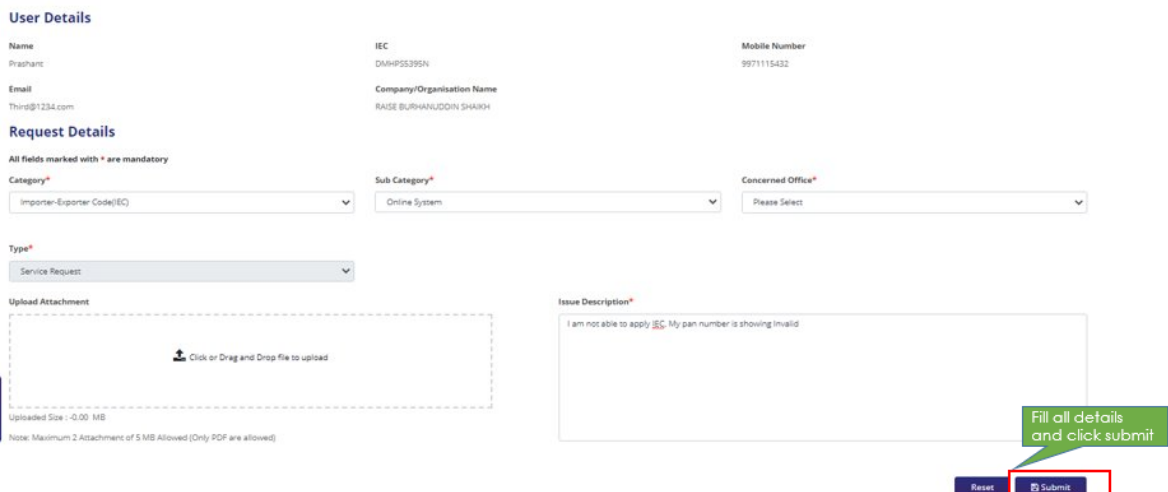 User Details
Name IEC Mobile Number
Prashant DMHPS5395N 9971115432
Email Company/Organisation Name
Third@1234.com RAISE BURHANUDDIN SHAIKH
Request Details
All fields marked with * are mandatory
Category* Sub Category* Concerned Office*
Importer-Exporter Code(IEC) Online System Please Select
Type*
Service Request
Upload Attachment Issue Description*
I am not able to apply IEC. My pan number is showing Invalid
Click or Drag and Drop file to upload
Uploaded Size : -0.00 MB
Note: Maximum 2 Attachment of 5 MB Allowed (Only PDF are allowed)
Fill all details
and click submit
Reset Submit